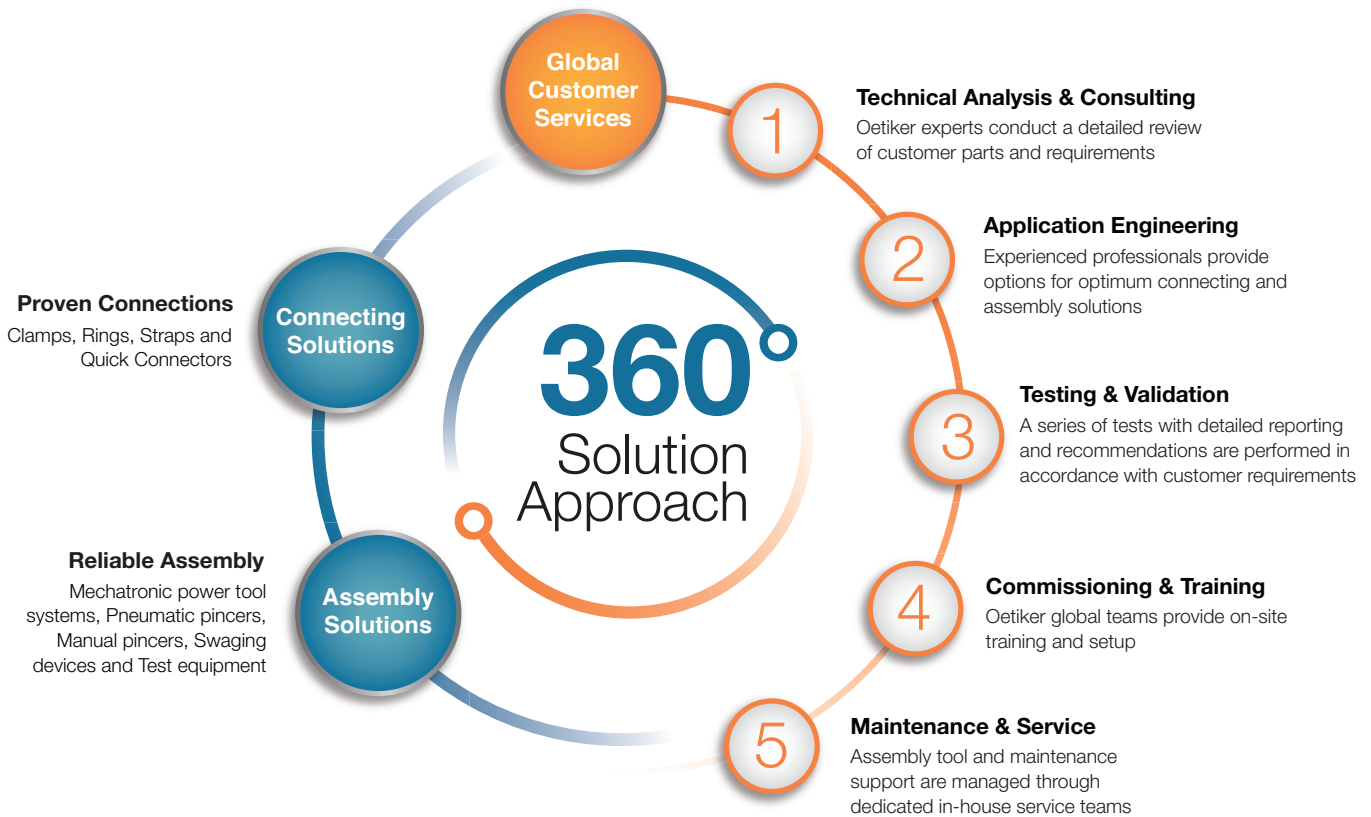 Global
Customer
Services
1
Technical Analysis & Consulting
Oetiker experts conduct a detailed review
of customer parts and requirements
2
Application Engineering
Experienced professionals provide
options for optimum connecting and
assembly solutions
3
Testing & Validation
A series of tests with detailed reporting
and recommendations are performed in
accordance with customer requirements
4
Commissioning & Training
Oetiker global teams provide on-site
training and setup
5
Maintenance & Service
Assembly tool and maintenance
support are managed through
dedicated in-house service teams
Proven Connections
Clamps, Rings, Straps and
Quick Connectors
Connecting
Solutions
Reliable Assembly
Mechatronic power tool
systems, Pneumatic pincers,
Manual pincers, Swaging
devices and Test equipment
Assembly
Solutions
360
Solution
Approach